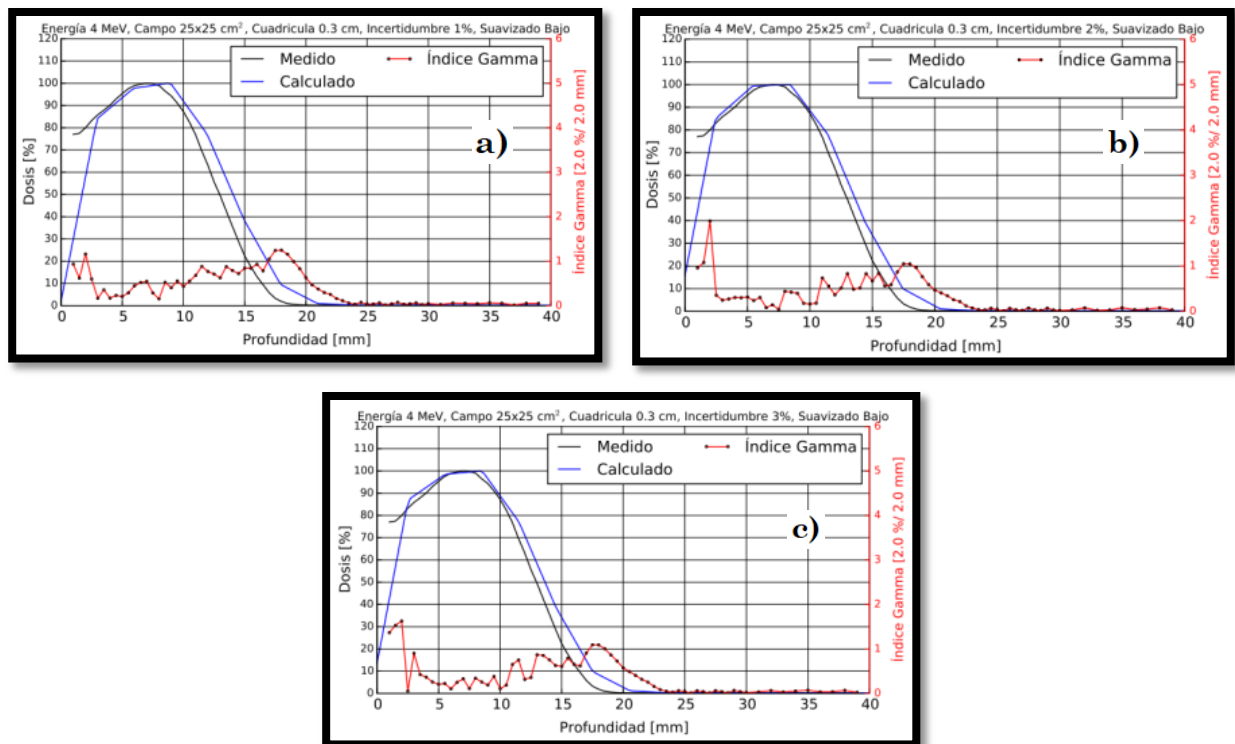 Energía 4 MeV, Campo 25x25 cm², Cuadricula 0.3 cm, Incertidumbre 1%, Suavizado Bajo
120
110
100
90
80
70
60
50
40
30
20
10
0
Dosis [%]
0 5 10 15 20 25 30 35 40
Profundidad [mm]
6
5
4
3
2
1
0
Índice Gamma [2.0 %/ 2.0 mm]
Medido
Calculado
Índice Gamma
a)
Energía 4 MeV, Campo 25x25 cm², Cuadricula 0.3 cm, Incertidumbre 2%, Suavizado Bajo
120
110
100
90
80
70
60
50
40
30
20
10
0
Dosis [%]
0 5 10 15 20 25 30 35 40
Profundidad [mm]
6
5
4
3
2
1
0
Índice Gamma [2.0 %/ 2.0 mm]
Medido
Calculado
Índice Gamma
b)
Energía 4 MeV, Campo 25x25 cm², Cuadricula 0.3 cm, Incertidumbre 3%, Suavizado Bajo
120
110
100
90
80
70
60
50
40
30
20
10
0
Dosis [%]
0 5 10 15 20 25 30 35 40
Profundidad [mm]
6
5
4
3
2
1
0
Índice Gamma [2.0 %/ 2.0 mm]
Medido
Calculado
Índice Gamma
c)